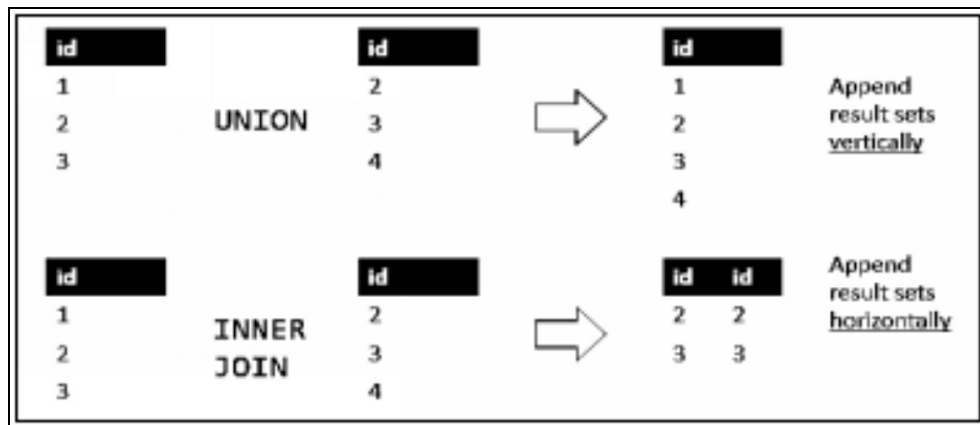 id id id
1 2 1 Append
2 UNION 3 2 result sets
3 4 3 vertically
4
id id id id Append
1 2 2 2 result sets
2 INNER 3 3 3 horizontally
3 JOIN 4